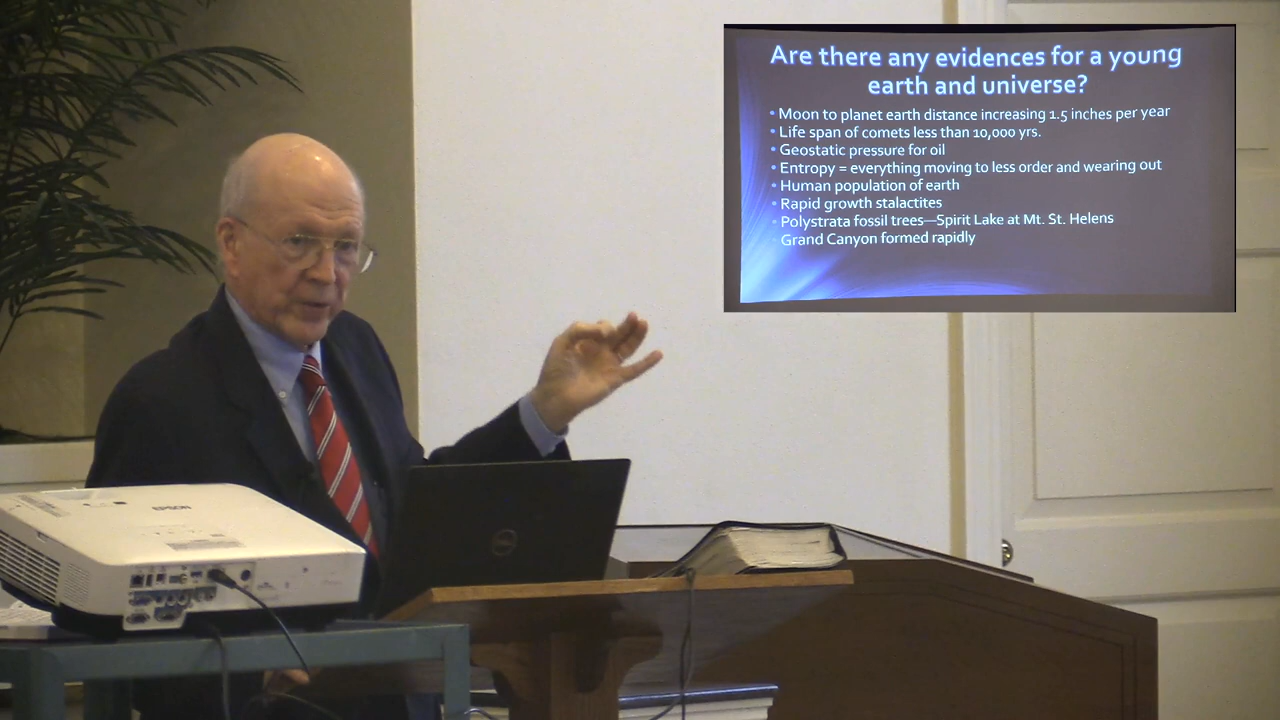 Are there any evidences for a young
earth and universe?
• Moon to planet earth distance increasing 1.5 inches per year
• Life span of comets less than 10,000 yrs.
• Geostatic pressure for oil
• Entropy = everything moving to less order and wearing out
• Human population of earth
• Rapid growth stalactites
• Polystrata fossil trees—Spirit Lake at Mt. St. Helens
Grand Canyon formed rapidly
EPSON
DELL